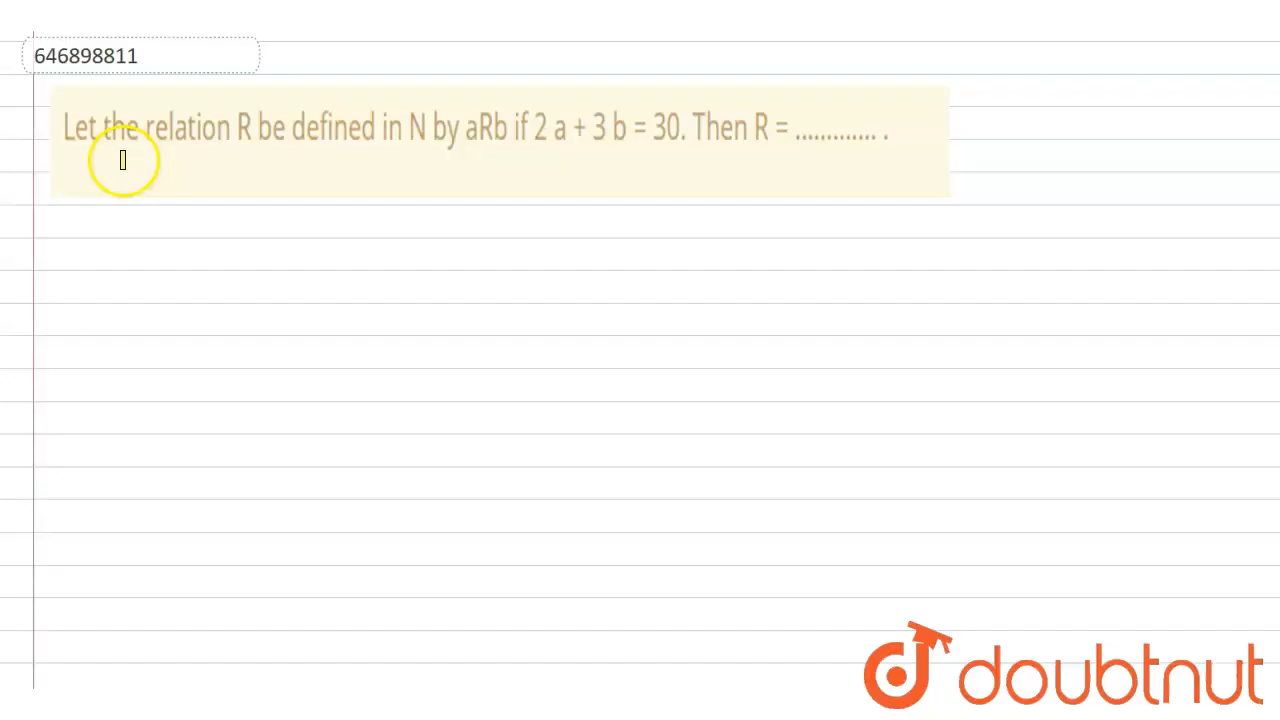 646898811
Let the relation R be defined in N by aRb if 2 a + 3 b = 30. Then R = .............. .
doubtnut